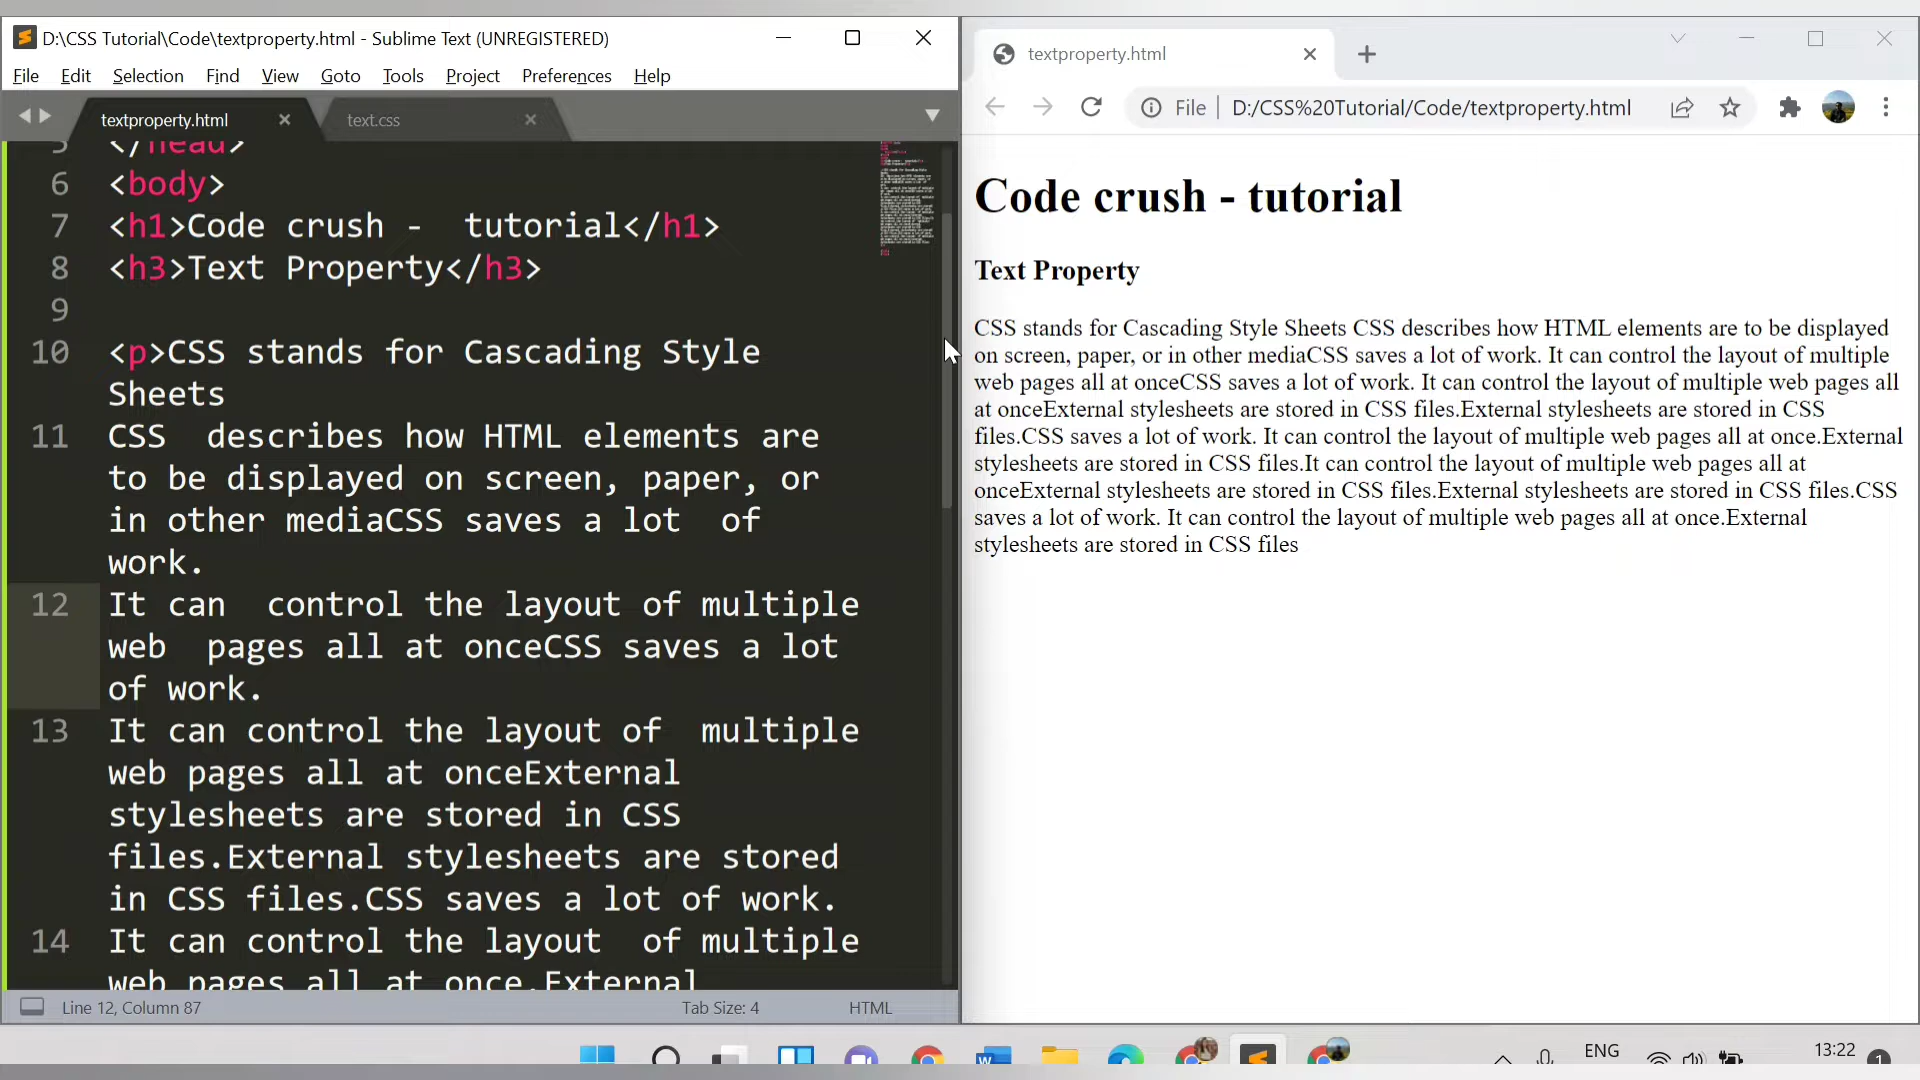 D:\CSS Tutorial\Code\textproperty.html - Sublime Text (UNREGISTERED)
File Edit Selection Find View Goto Tools Project Preferences Help
textproperty.html
text.css
5 </head>
6 <body>
7 <h1>Code crush -  tutorial</h1>
8 <h3>Text Property</h3>
9
10 <p>CSS stands for Cascading Style
Sheets
11 CSS  describes how HTML elements are
to be displayed on screen, paper, or
in other mediaCSS saves a lot  of
work.
12 It can  control the layout of multiple
web  pages all at onceCSS saves a lot
of work.
13 It can control the layout of  multiple
web pages all at onceExternal
stylesheets are stored in CSS
files.External stylesheets are stored
in CSS files.CSS saves a lot of work.
14 It can control the layout  of multiple
web pages all at once.External
Line 12, Column 87
Tab Size: 4
HTML
textproperty.html
File D:/CSS%20Tutorial/Code/textproperty.html
Code crush - tutorial
Text Property
CSS stands for Cascading Style Sheets CSS describes how HTML elements are to be displayed
on screen, paper, or in other mediaCSS saves a lot of work. It can control the layout of multiple
web pages all at onceCSS saves a lot of work. It can control the layout of multiple web pages all
at onceExternal stylesheets are stored in CSS files.External stylesheets are stored in CSS
files.CSS saves a lot of work. It can control the layout of multiple web pages all at once.External
stylesheets are stored in CSS files.It can control the layout of multiple web pages all at
onceExternal stylesheets are stored in CSS files.External stylesheets are stored in CSS files.CSS
saves a lot of work. It can control the layout of multiple web pages all at once.External
stylesheets are stored in CSS files
W
ENG
13:22
1